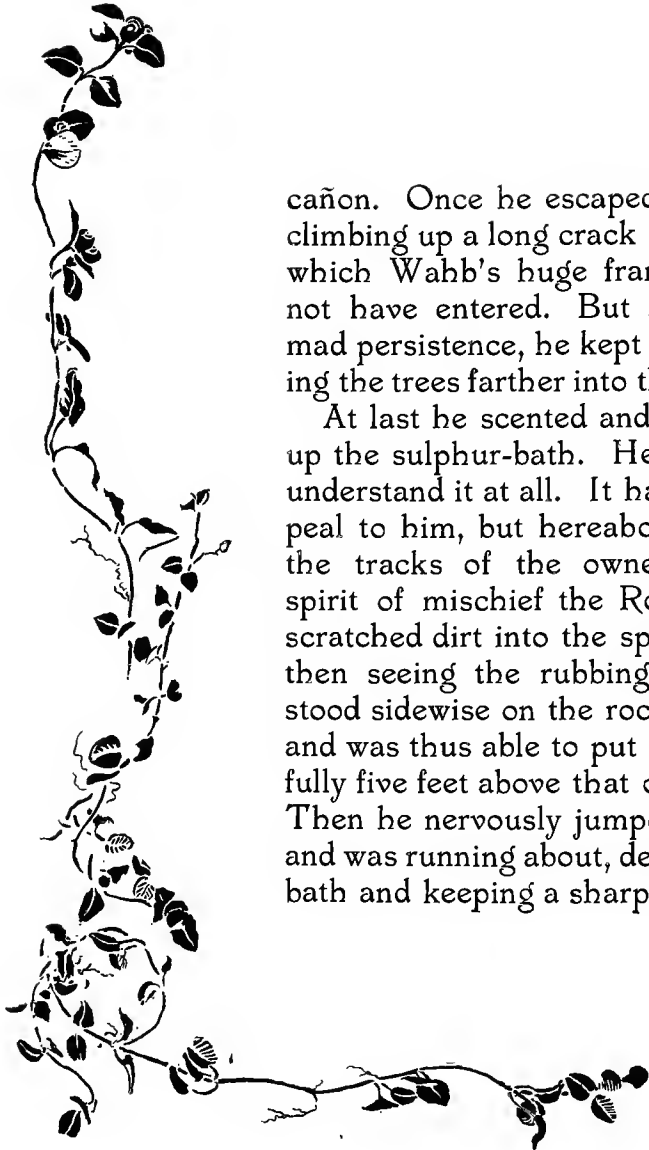 cañon. Once he escaped
climbing up a long crack
which Wahb's huge fra
not have entered. But
mad persistence, he kept
ing the trees farther into t
At last he scented and
up the sulphur-bath. He
understand it at all. It ha
peal to him, but hereabo
the tracks of the owne
spirit of mischief the R
scratched dirt into the sp
then seeing the rubbing
stood sidewise on the roc
and was thus able to put
fully five feet above that
Then he nervously jump
and was running about, de
bath and keeping a sharp